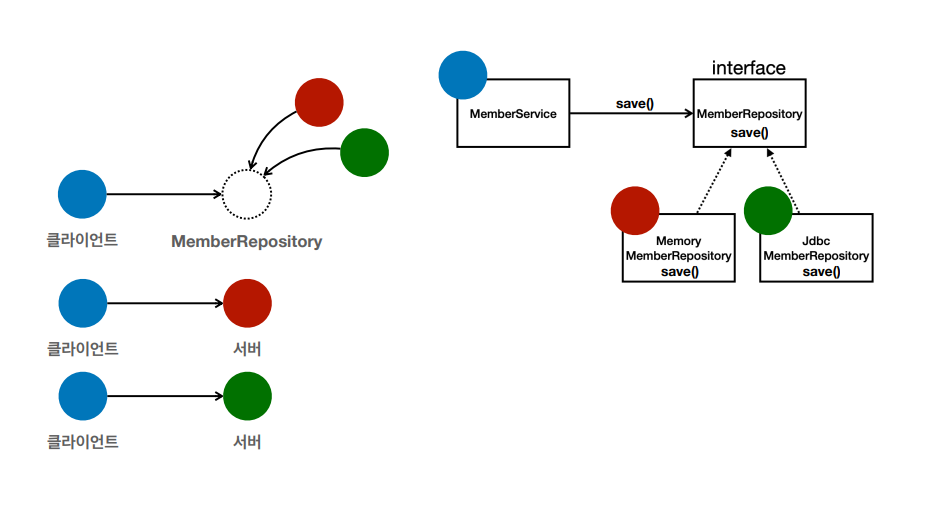 클라이언트
MemberRepository
클라이언트
서버
클라이언트
서버
interface
MemberService
save()
MemberRepository
save()
Memory
MemberRepository
save()
Jdbc
MemberRepository
save()